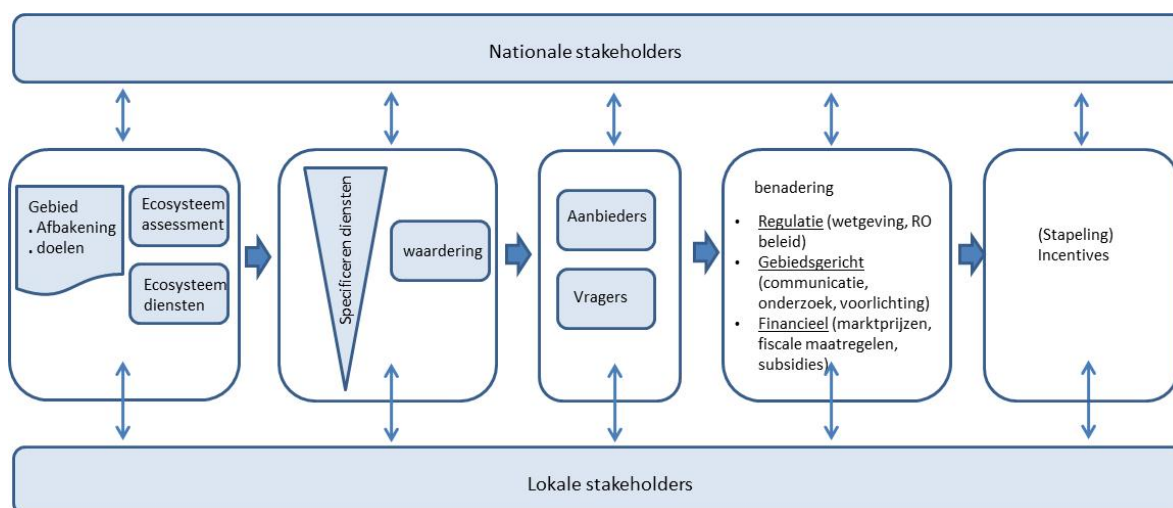 Nationale stakeholders
Gebied
. Afbakening
. doelen
Ecosysteem
assessment
Ecosysteem
diensten
Specificeren diensten
waardering
Aanbieders
Vragers
benadering
• Regulatie (wetgeving, RO
beleid)
• Gebiedsgericht
(communicatie,
onderzoek, voorlichting)
• Financieel (marktprijzen,
fiscale maatregelen,
subsidies)
(Stapeling)
Incentives
Lokale stakeholders